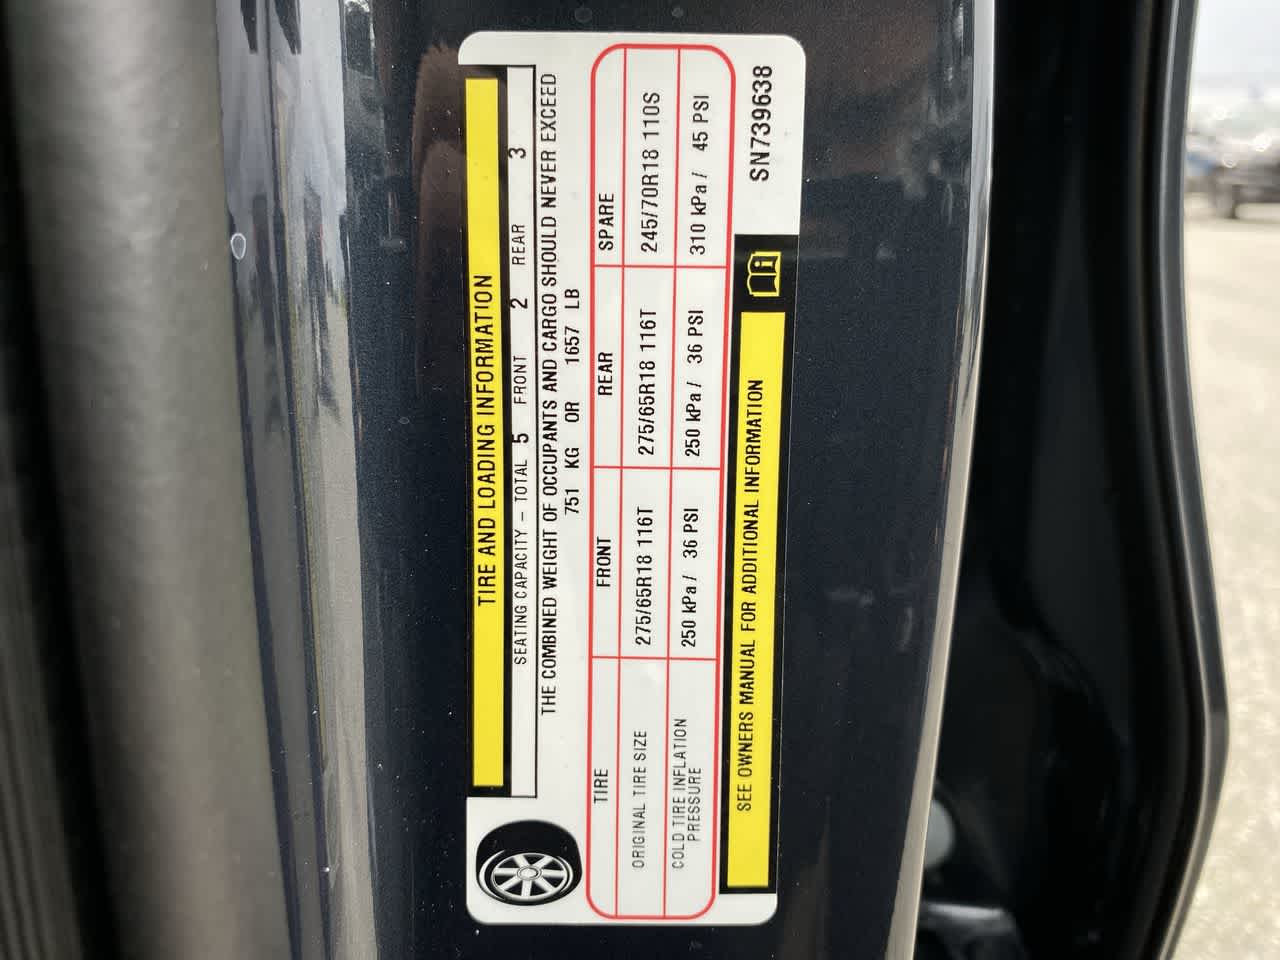 TIRE AND LOADING INFORMATION
SEATING CAPACITY – TOTAL 5 FRONT 2 REAR 3
THE COMBINED WEIGHT OF OCCUPANTS AND CARGO SHOULD NEVER EXCEED
751 KG OR 1657 LB
TIRE FRONT REAR SPARE
ORIGINAL TIRE SIZE 275/65R18 116T 275/65R18 116T 245/70R18 110S
COLD TIRE INFLATION PRESSURE 250 kPa / 36 PSI 250 kPa / 36 PSI 310 kPa / 45 PSI
SEE OWNERS MANUAL FOR ADDITIONAL INFORMATION
SN739638